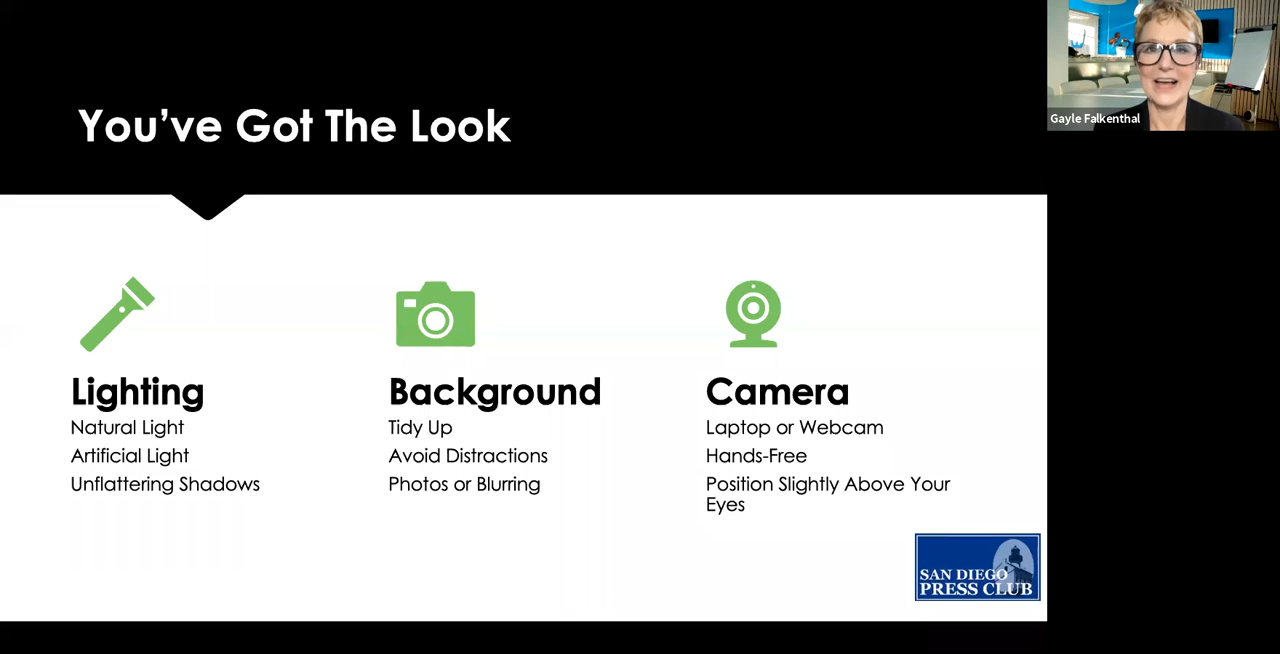 You've Got The Look
Gayle Falkenthal
Lighting
Natural Light
Artificial Light
Unflattering Shadows
Background
Tidy Up
Avoid Distractions
Photos or Blurring
Camera
Laptop or Webcam
Hands-Free
Position Slightly Above Your
Eyes
SAN DIEGO
PRESS CLUB